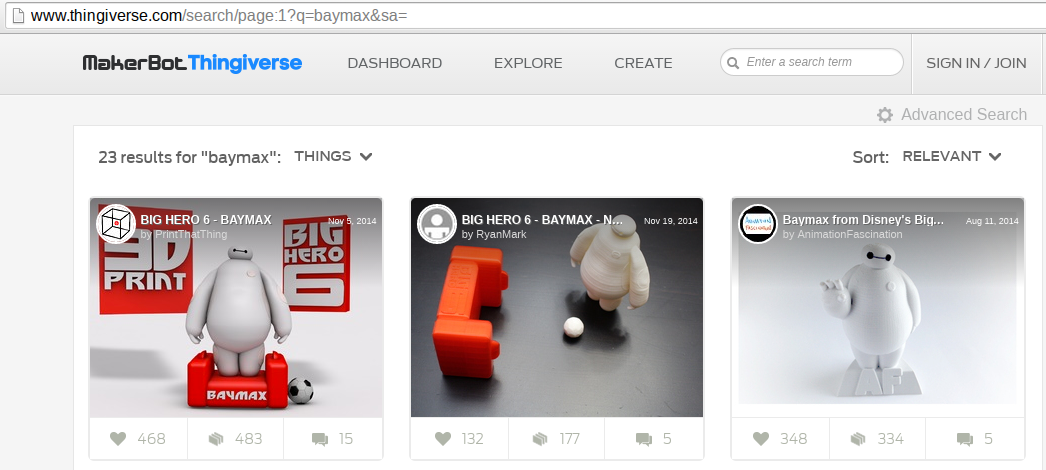 www.thingiverse.com/search/page:1?q=baymax&sa=
MakerBot Thingiverse
DASHBOARD
EXPLORE
CREATE
Enter a search term
SIGN IN / JOIN
Advanced Search
23 results for "baymax":
THINGS
Sort:
RELEVANT
BIG HERO 6 - BAYMAX
Nov 5, 2014
by PrintThatThing
3D
PRINT
BIG
HERO
6
BAYMAX
468
483
15
BIG HERO 6 - BAYMAX - N...
Nov 19, 2014
by RyanMark
132
177
5
ANIMATION
FASCINATION
Baymax from Disney's Big...
Aug 11, 2014
by AnimationFascination
AF
348
334
5